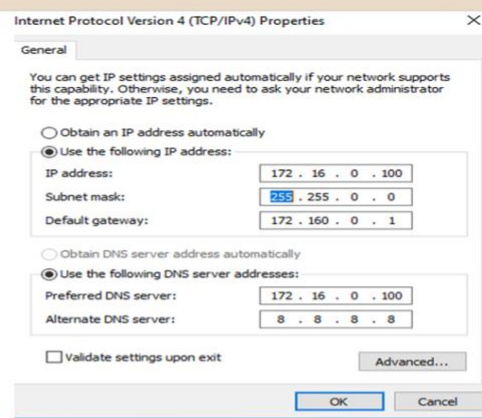 Internet Protocol Version 4 (TCP/IPv4) Properties
General
You can get IP settings assigned automatically if your network supports
this capability. Otherwise, you need to ask your network administrator
for the appropriate IP settings.
Obtain an IP address automatically
Use the following IP address:
IP address: 172 . 16 . 0 . 100
Subnet mask: 255 . 255 . 0 . 0
Default gateway: 172 . 160 . 0 . 1
Obtain DNS server address automatically
Use the following DNS server addresses:
Preferred DNS server: 172 . 16 . 0 . 100
Alternate DNS server: 8 . 8 . 8 . 8
Validate settings upon exit
Advanced...
OK Cancel